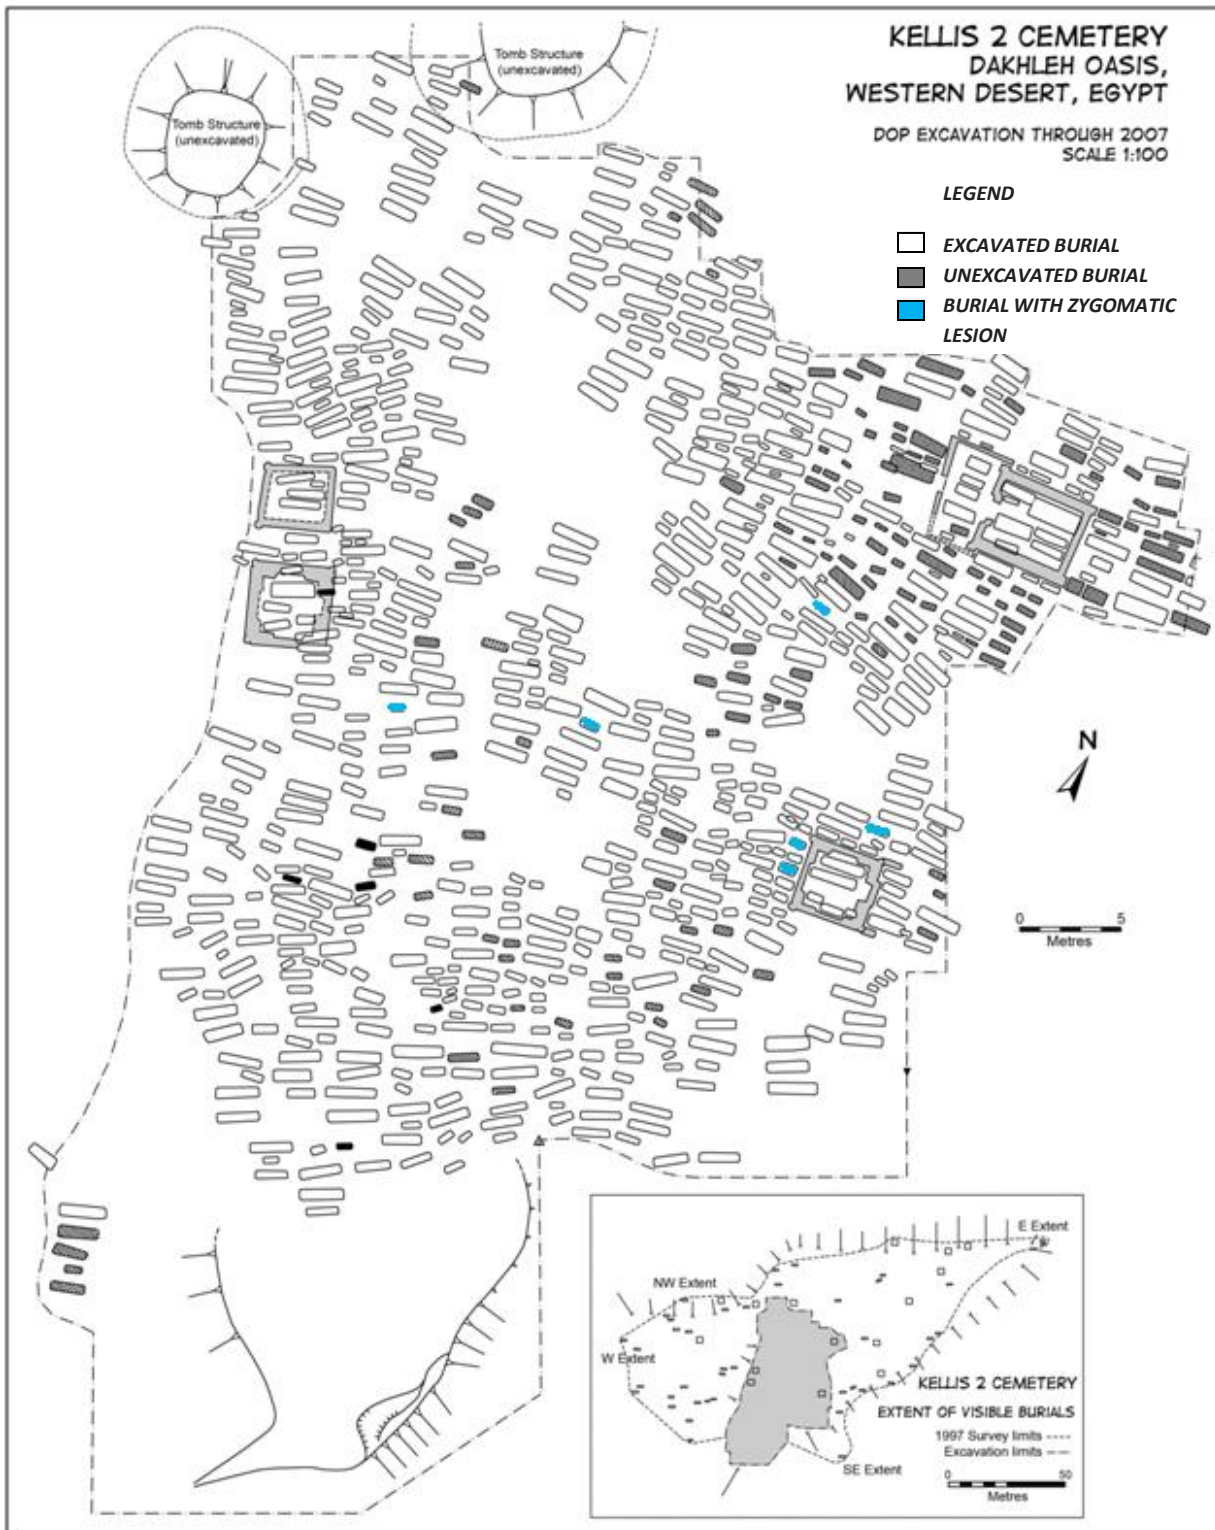 KELLIS 2 CEMETERY
DAKHLEH OASIS,
WESTERN DESERT, EGYPT
DOP EXCAVATION THROUGH 2007
SCALE 1:100
LEGEND
EXCAVATED BURIAL
UNEXCAVATED BURIAL
BURIAL WITH ZYGOMATIC
LESION
Tomb Structure
(unexcavated)
Tomb Structure
(unexcavated)
N
0 5
Metres
E Extent
NW Extent
W Extent
KELLIS 2 CEMETERY
EXTENT OF VISIBLE BURIALS
1997 Survey limits
Excavation limits
SE Extent
0 50
Metres